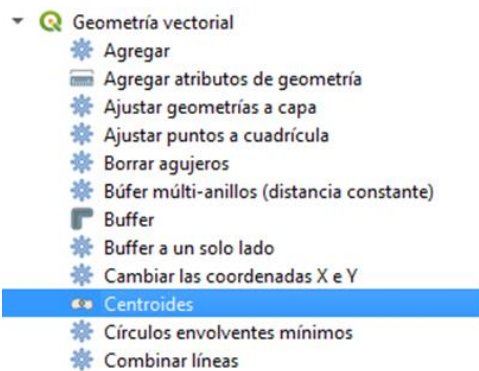 Geometría vectorial
Agregar
Agregar atributos de geometría
Ajustar geometrías a capa
Ajustar puntos a cuadrícula
Borrar agujeros
Búfer múlti-anillos (distancia constante)
Buffer
Buffer a un solo lado
Cambiar las coordenadas X e Y
Centroides
Círculos envolventes mínimos
Combinar líneas